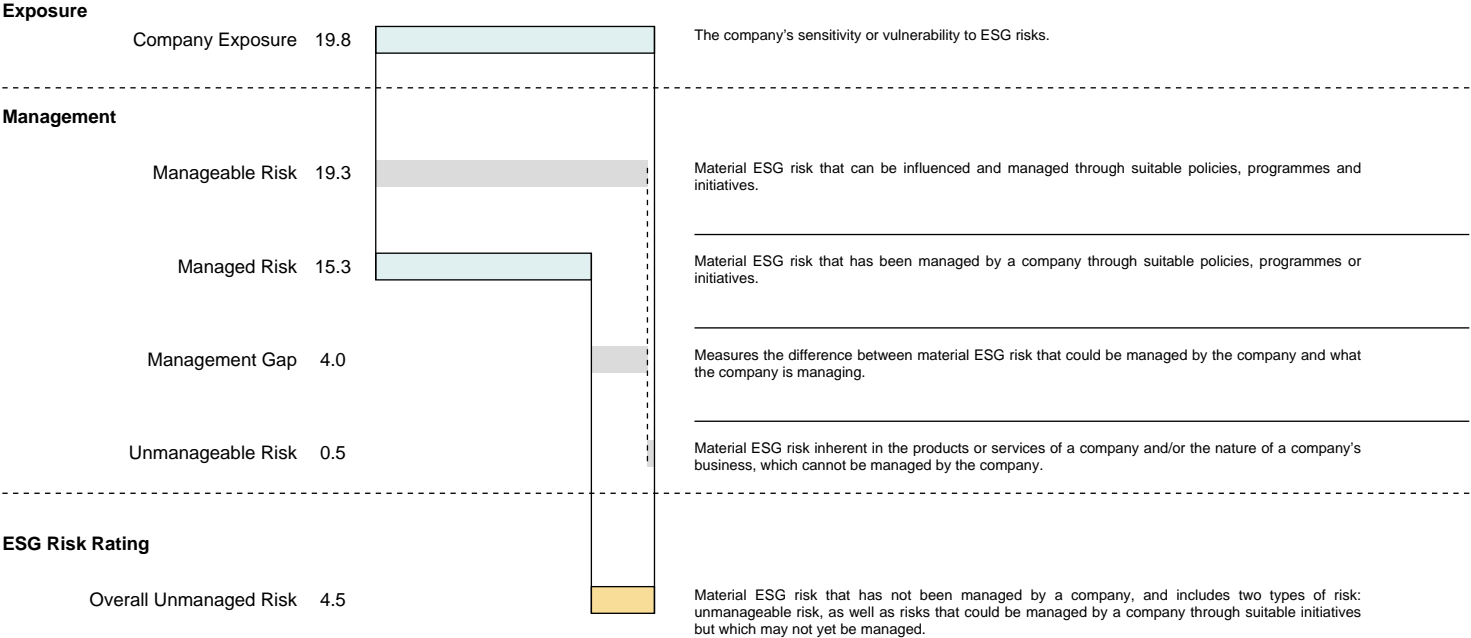 Exposure
Company Exposure 19.8
The company’s sensitivity or vulnerability to ESG risks.
Management
Manageable Risk 19.3
Material ESG risk that can be influenced and managed through suitable policies, programmes and
initiatives.
Managed Risk 15.3
Material ESG risk that has been managed by a company through suitable policies, programmes or
initiatives.
Management Gap 4.0
Measures the difference between material ESG risk that could be managed by the company and what
the company is managing.
Unmanageable Risk 0.5
Material ESG risk inherent in the products or services of a company and/or the nature of a company’s
business, which cannot be managed by the company.
ESG Risk Rating
Overall Unmanaged Risk 4.5
Material ESG risk that has not been managed by a company, and includes two types of risk:
unmanageable risk, as well as risks that could be managed by a company through suitable initiatives
but which may not yet be managed.